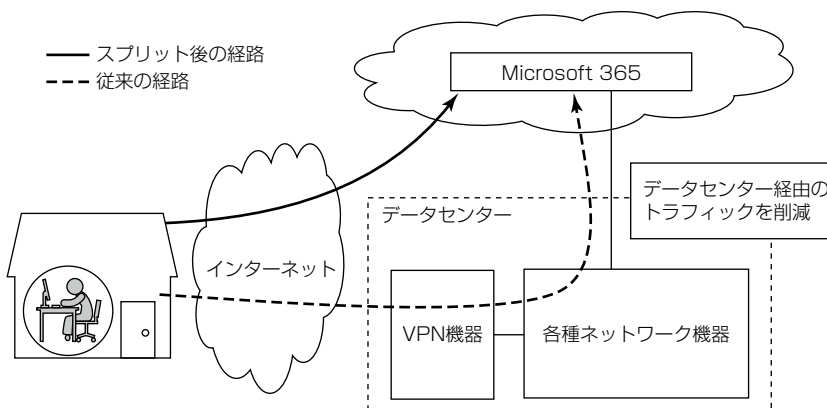 スプリット後の経路
従来の経路
Microsoft 365
データセンター経由の
トラフィックを削減
データセンター
インターネット
VPN機器
各種ネットワーク機器